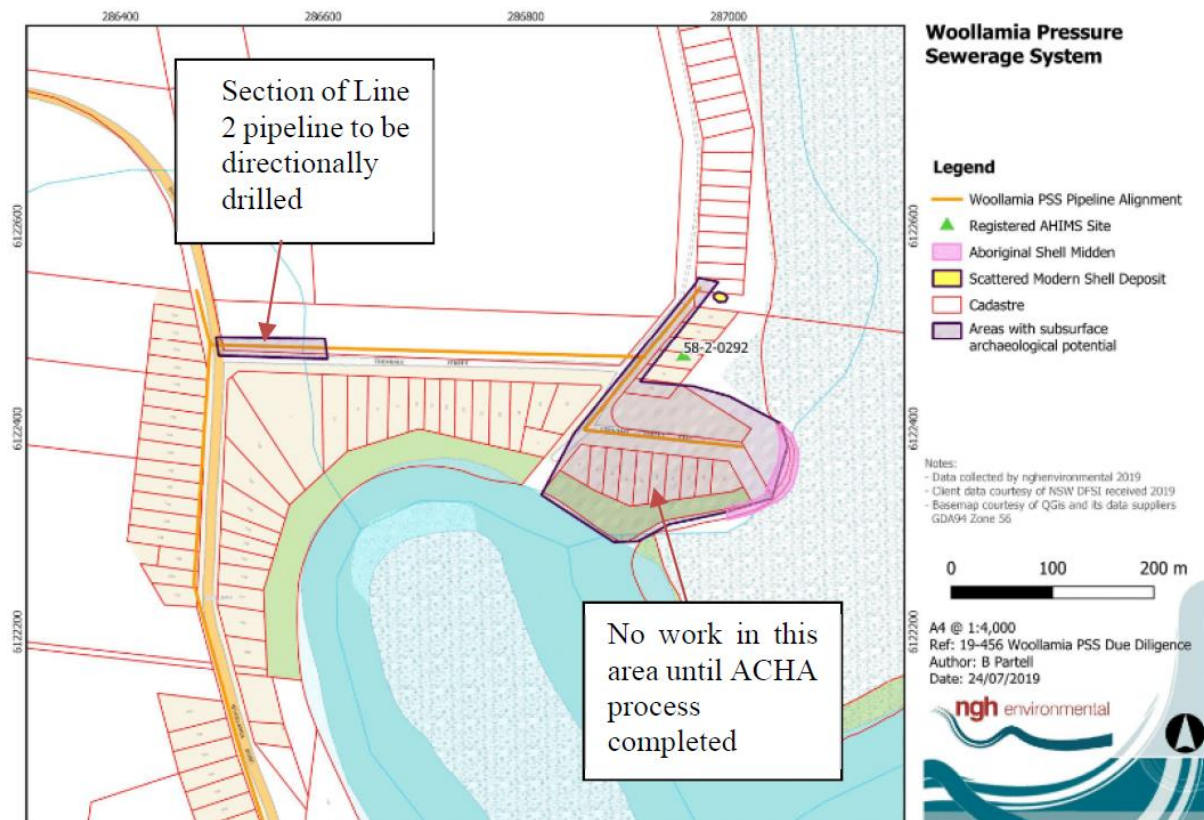 286400
286600
286800
287000
6122600
6122400
6122200
6122600
6122400
6122200
Section of Line
2 pipeline to be
directionally
drilled
58-2-0292
No work in this
area until ACHA
process
completed
Woollamia Pressure
Sewerage System
Legend
Woollamia PSS Pipeline Alignment
Registered AHIMS Site
Aboriginal Shell Midden
Scattered Modern Shell Deposit
Cadastre
Areas with subsurface
archaeological potential
Notes:
- Data collected by nghenvironmental 2019
- Client data courtesy of NSW DFSI received 2019
- Basemap courtesy of QGis and its data suppliers
GDA94 Zone 56
0 100 200 m
A4 @ 1:4,000
Ref: 19-456 Woollamia PSS Due Diligence
Author: B Partell
Date: 24/07/2019
ngh environmental